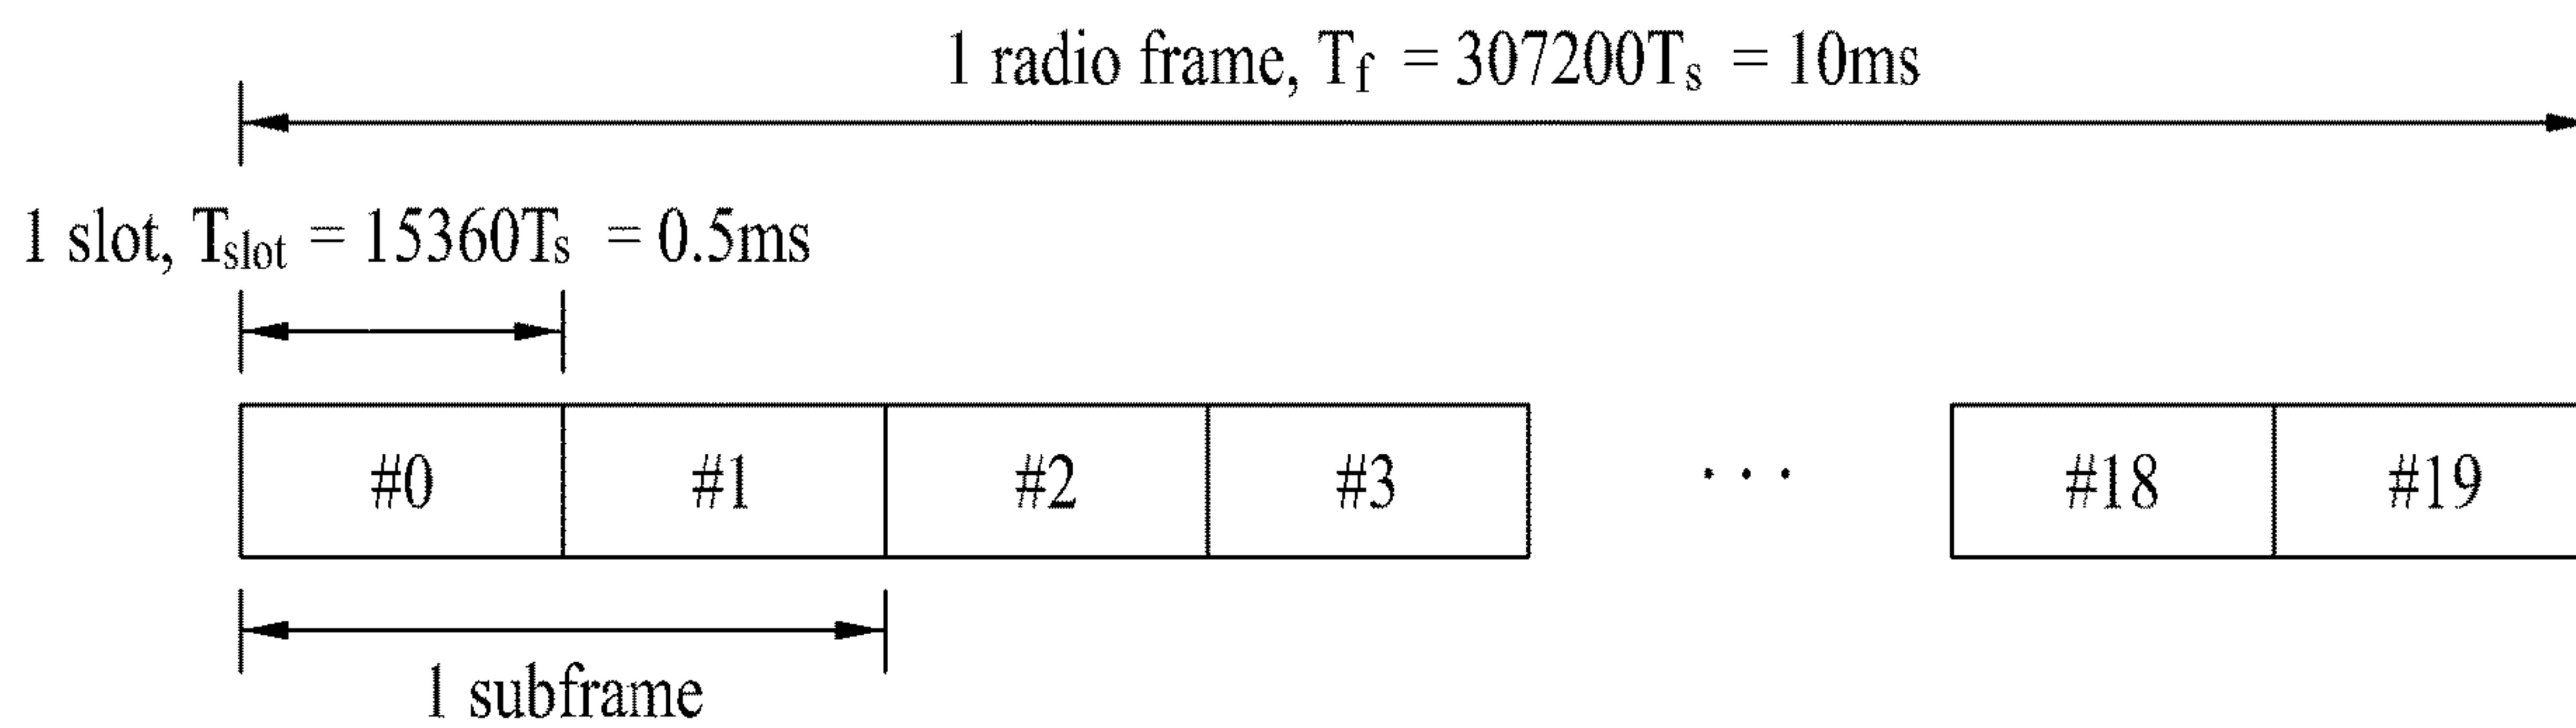 1 radio frame, Tf = 307200Ts = 10ms
1 slot, Tslot = 15360Ts = 0.5ms
#0 #1 #2 #3 ... #18 #19
1 subframe